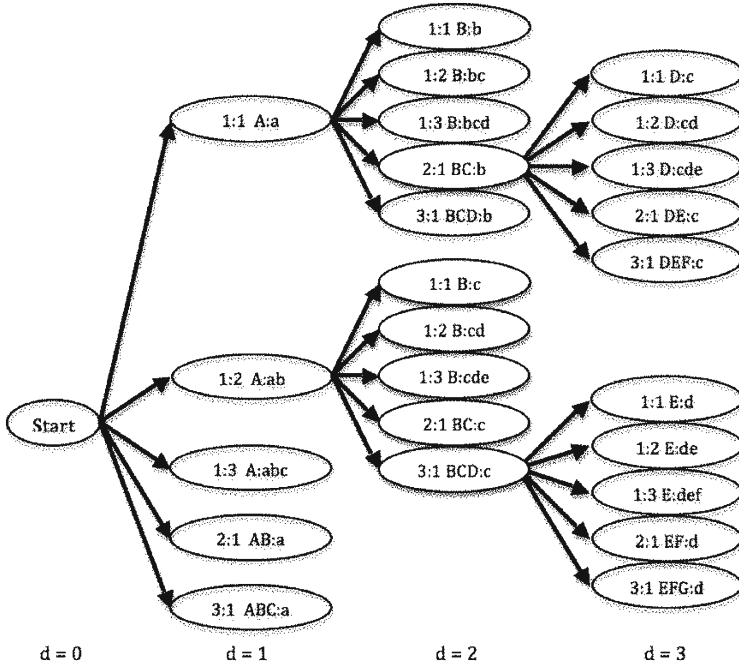 Start
1:1 A:a
1:2 A:ab
1:3 A:abc
2:1 AB:a
3:1 ABC:a
1:1 B:b
1:2 B:bc
1:3 B:bcd
2:1 BC:b
3:1 BCD:b
1:1 B:c
1:2 B:cd
1:3 B:cde
2:1 BC:c
3:1 BCD:c
1:1 D:c
1:2 D:cd
1:3 D:cde
2:1 DE:c
3:1 DEF:c
1:1 E:d
1:2 E:de
1:3 E:def
2:1 EF:d
3:1 EFG:d
d = 0
d = 1
d = 2
d = 3